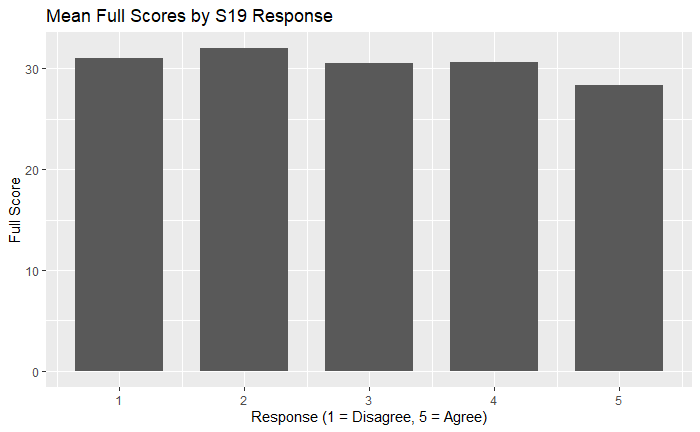 Mean Full Scores by S19 Response
Full Score
30
20
10
0
1 2 3 4 5
Response (1 = Disagree, 5 = Agree)